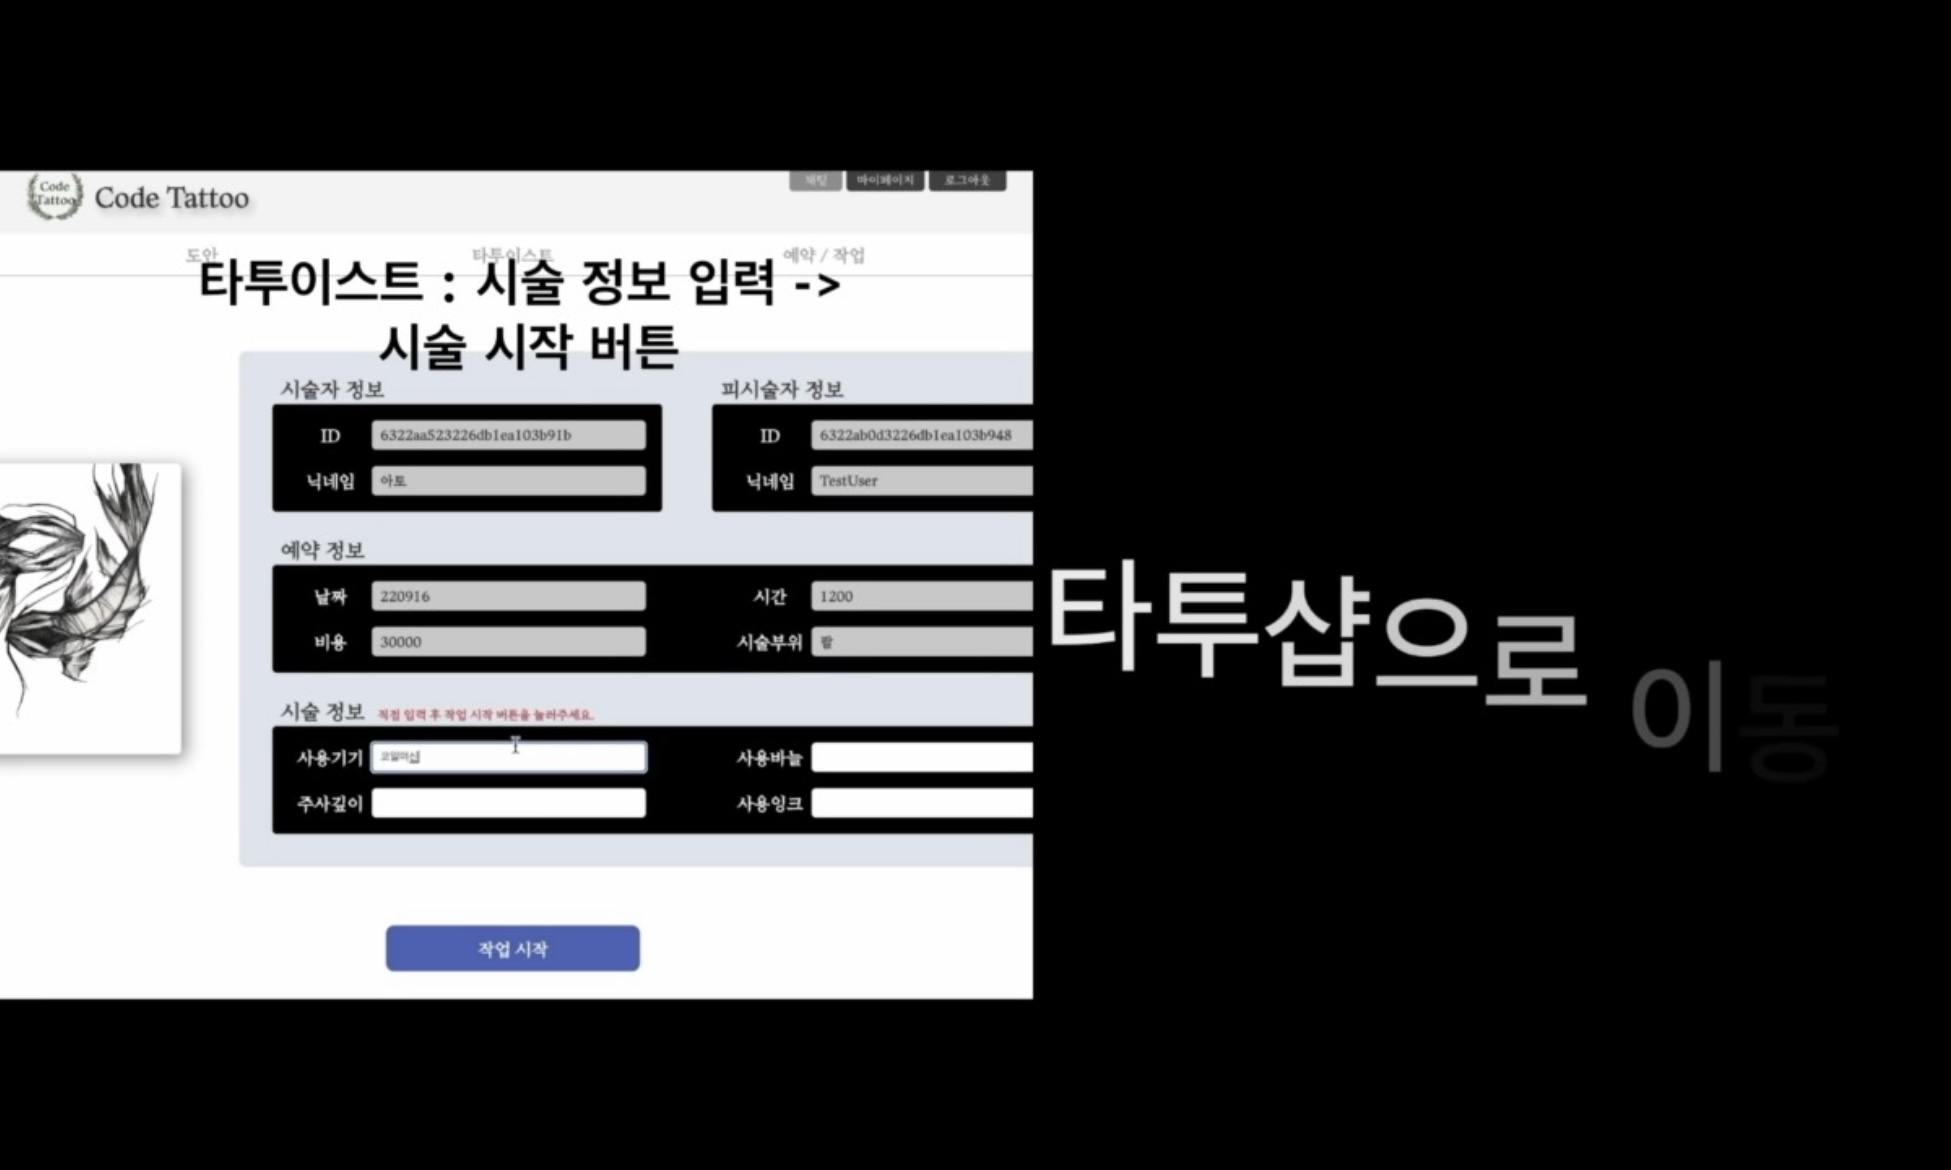 Code
Tattoo
Code Tattoo
채팅 마이페이지 로그아웃
도안 타투이스트 예약 / 작업
타투이스트 : 시술 정보 입력 ->
시술 시작 버튼
시술자 정보 피시술자 정보
ID 6322aa523226db1ea103b91b ID 6322ab0d3226db1ea103b948
닉네임 아토 닉네임 TestUser
예약 정보
날짜 220916 시간 1200
비용 30000 시술부위 팔
시술 정보 직접 입력 후 작업 시작 버튼을 눌러주세요.
사용기기 코일머신 사용바늘
주사깊이 사용잉크
작업 시작
타투샵으로 이동